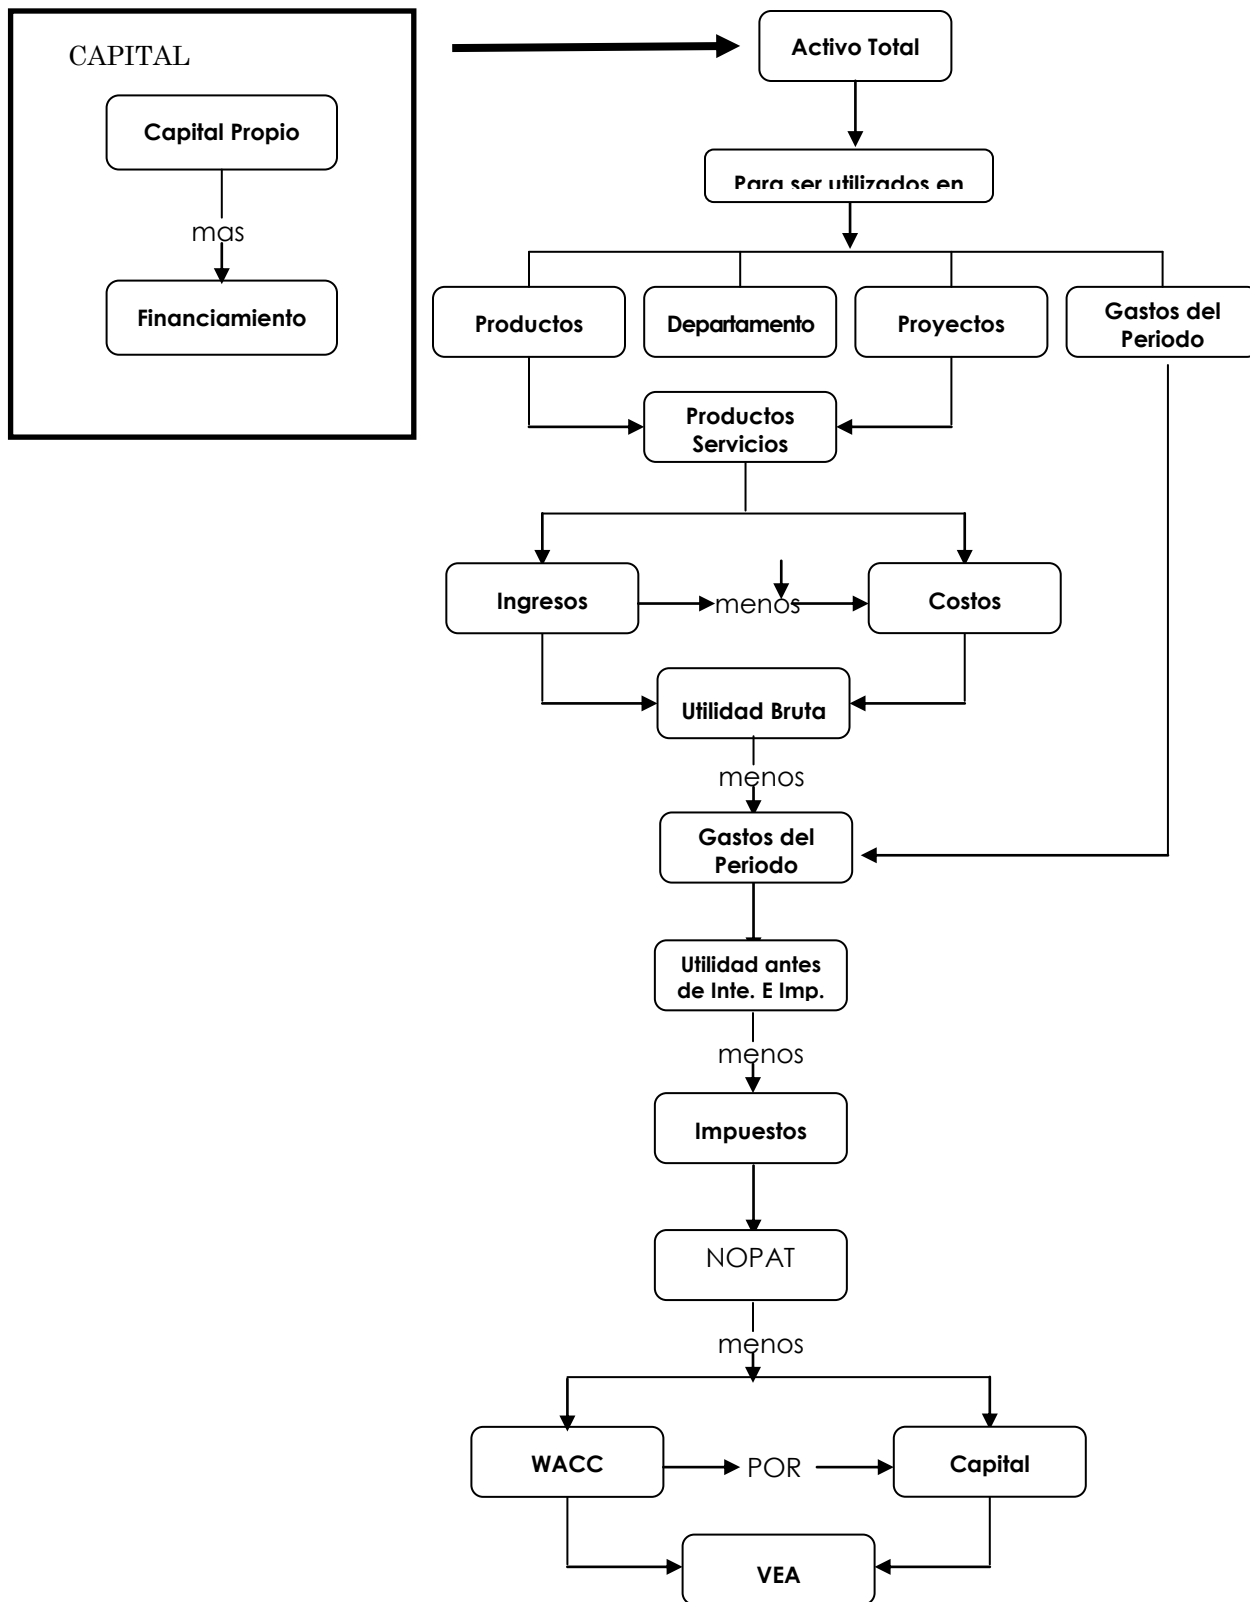 CAPITAL
Capital Propio
mas
Financiamiento
Activo Total
Para ser utilizados en
Productos
Departamento
Proyectos
Gastos del
Periodo
Productos
Servicios
Ingresos
menos
Costos
Utilidad Bruta
menos
Gastos del
Periodo
Utilidad antes
de Inte. E Imp.
menos
Impuestos
NOPAT
menos
WACC
POR
Capital
VEA